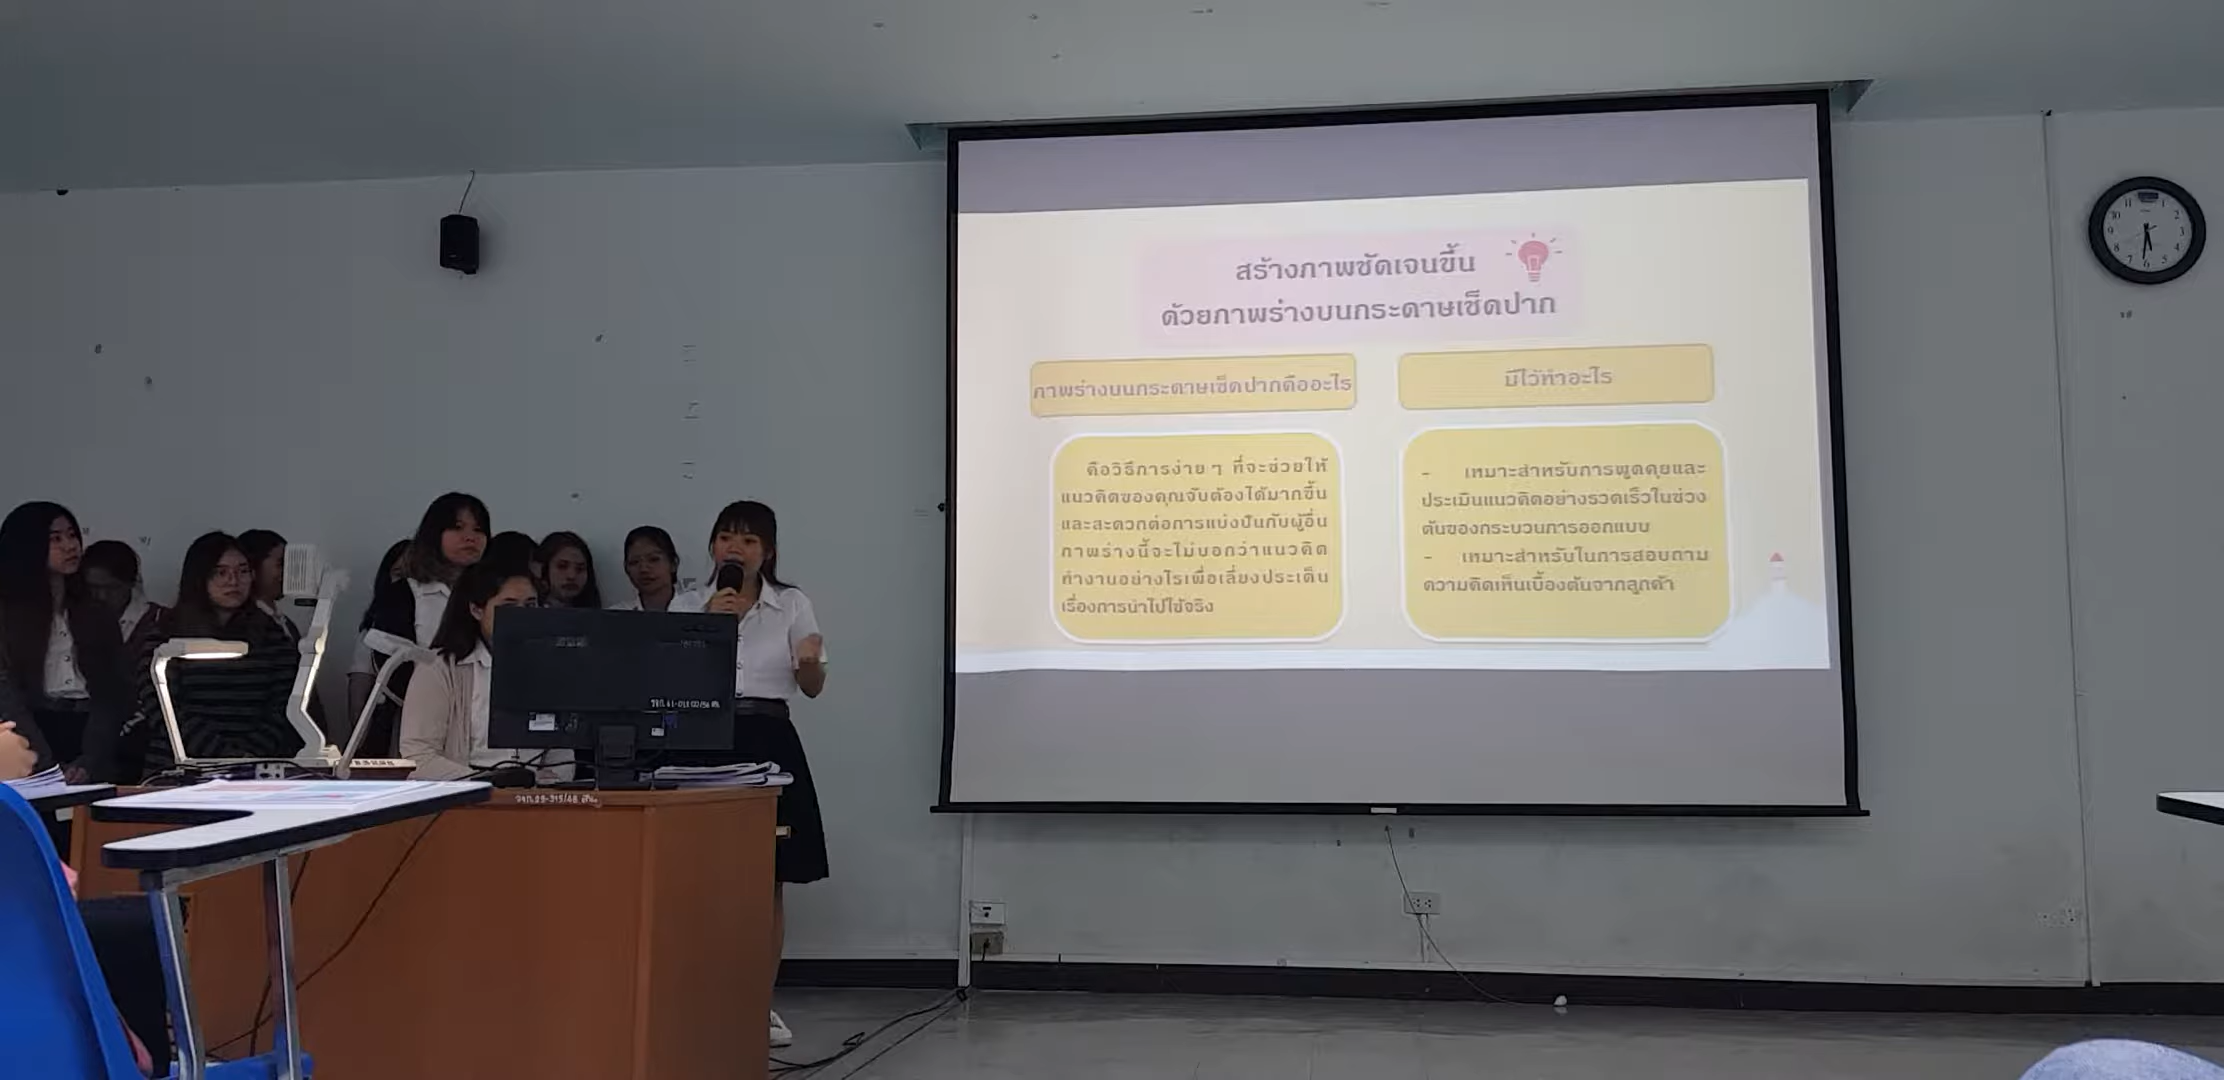 สร้างภาพชัดเจนขึ้น
ด้วยภาพร่างบนกระดาษเช็ดปาก
ภาพร่างบนกระดาษเช็ดปากคืออะไร
มีไว้ทำอะไร
คือวิธีการง่าย ๆ ที่จะช่วยให้
แนวคิดของคุณจับต้องได้มากขึ้น
และสะดวกต่อการแบ่งปันกับผู้อื่น
ภาพร่างนี้จะไม่บอกว่าแนวคิด
ทำงานอย่างไรเพื่อเลี่ยงประเด็น
เรื่องการนำไปใช้จริง
- เหมาะสำหรับการพูดคุยและ
ประเมินแนวคิดอย่างรวดเร็วในช่วง
ต้นของกระบวนการออกแบบ
- เหมาะสำหรับในการสอบถาม
ความคิดเห็นเบื้องต้นจากลูกค้า